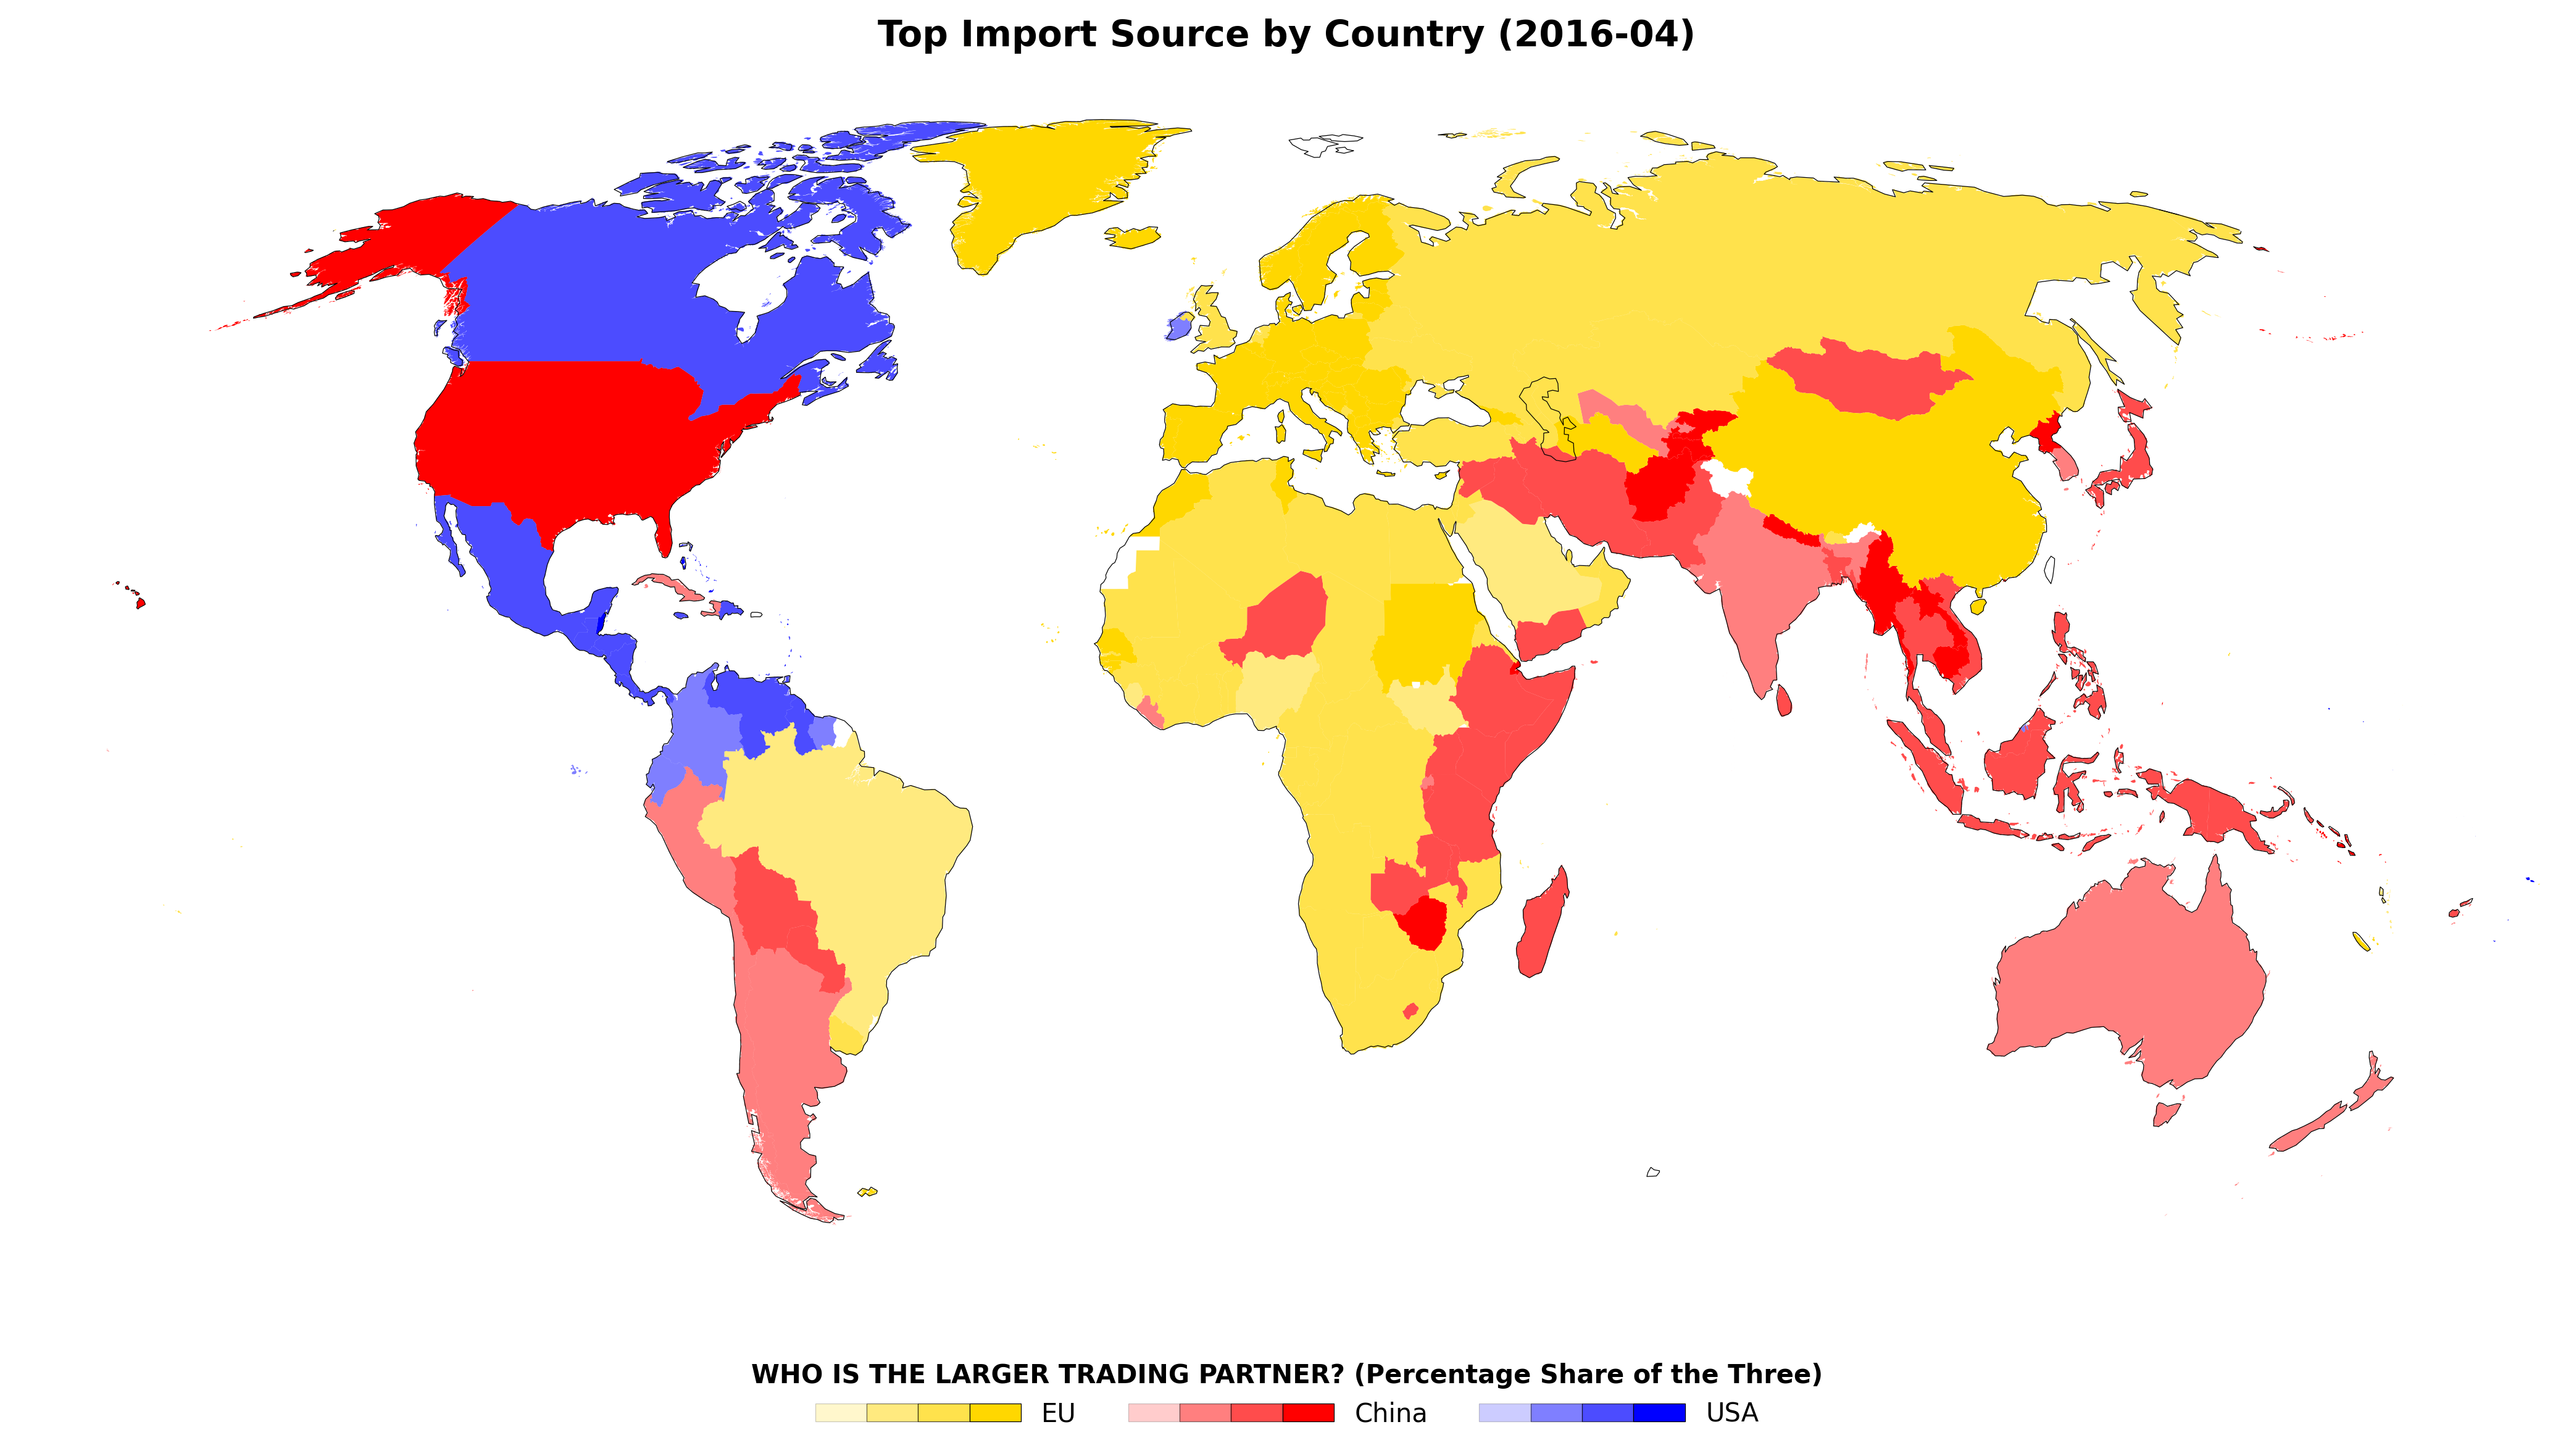 Top Import Source by Country (2016-04)
WHO IS THE LARGER TRADING PARTNER? (Percentage Share of the Three)
EU China USA